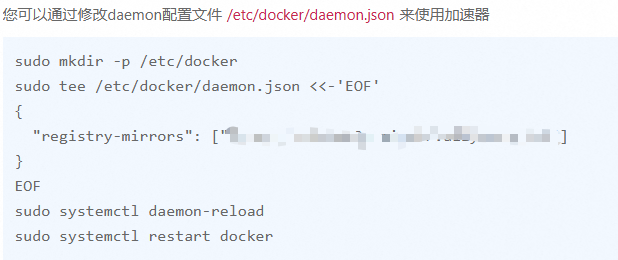 您可以通过修改daemon配置文件 /etc/docker/daemon.json 来使用加速器
sudo mkdir -p /etc/docker
sudo tee /etc/docker/daemon.json <<-'EOF'
{
"registry-mirrors": [" ]
}
EOF
sudo systemctl daemon-reload
sudo systemctl restart docker